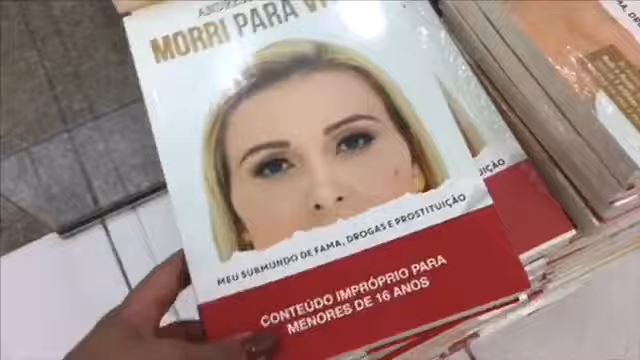 MORRI PARA
MEU SUBMUNDO DE FAMA, DROGAS E PROSTITUIÇÃO
CONTEÚDO IMPRÓPRIO PARA
MENORES DE 16 ANOS